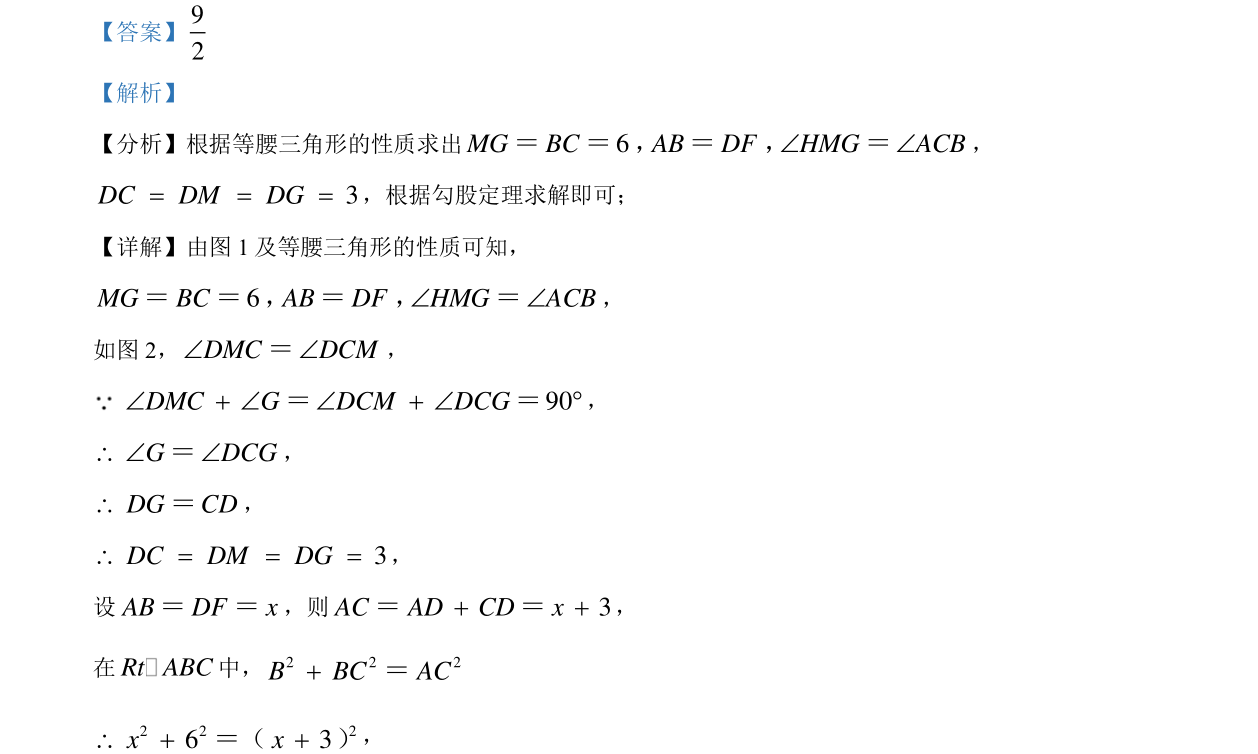 【答案】9/2
【解析】
【分析】根据等腰三角形的性质求出MG＝BC＝6，AB＝DF，∠HMG＝∠ACB，
DC = DM = DG = 3，根据勾股定理求解即可；
【详解】由图 1 及等腰三角形的性质可知，
MG＝BC＝6，AB＝DF，∠HMG＝∠ACB，
如图 2，∠DMC＝∠DCM，
∵ ∠DMC + ∠G＝∠DCM + ∠DCG＝90°，
∴ ∠G＝∠DCG，
∴ DG＝CD，
∴ DC = DM = DG = 3，
设AB＝DF＝x，则AC＝AD + CD＝x + 3，
在Rt□ABC中，B² + BC²＝AC²
∴ x² + 6²＝（x + 3）²，